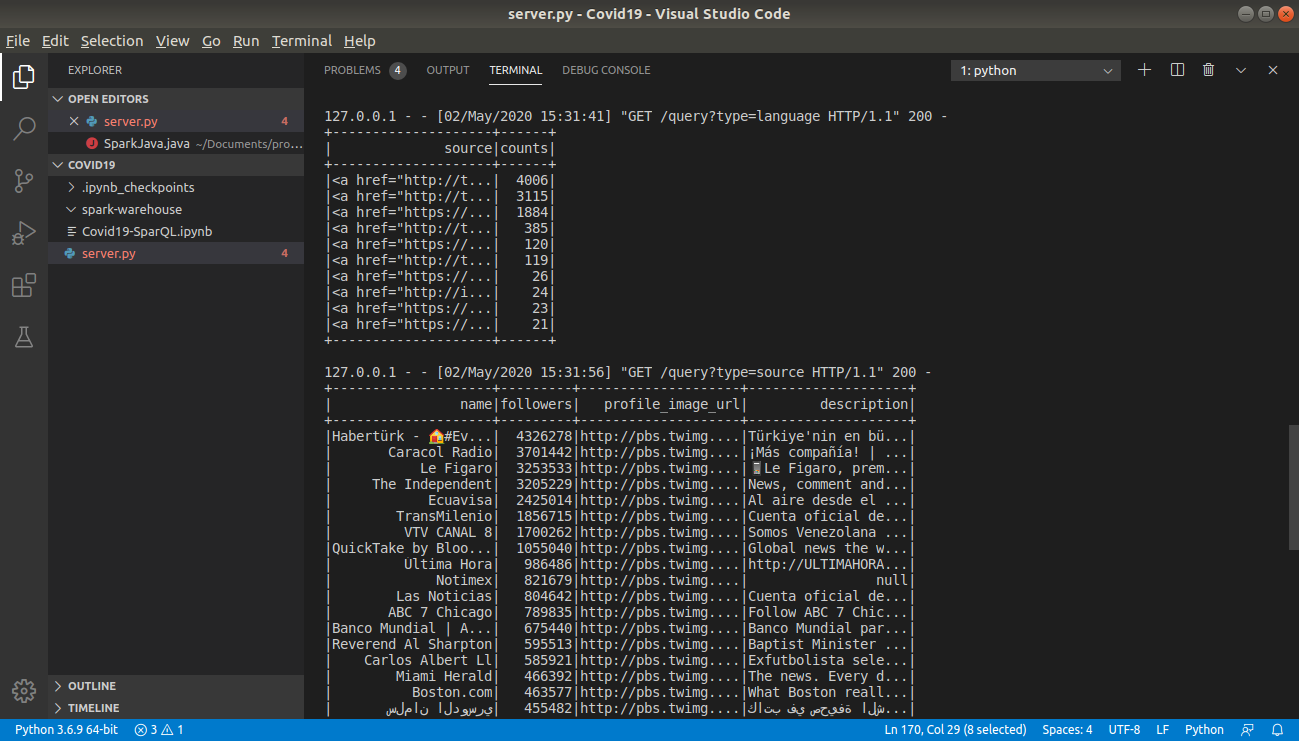 server.py - Covid19 - Visual Studio Code
File Edit Selection View Go Run Terminal Help
EXPLORER
OPEN EDITORS
server.py 4
SparkJava.java ~/Documents/pro...
COVID19
.ipynb_checkpoints
spark-warehouse
Covid19-SparQL.ipynb
server.py 4
OUTLINE
TIMELINE
PROBLEMS 4 OUTPUT TERMINAL DEBUG CONSOLE 1: python
127.0.0.1 - - [02/May/2020 15:31:41] "GET /query?type=language HTTP/1.1" 200 -
+--------------------+------+
|              source|counts|
+--------------------+------+
|<a href="http://t...|  4006|
|<a href="http://t...|  3115|
|<a href="https://...|  1884|
|<a href="http://t...|   385|
|<a href="https://...|   120|
|<a href="http://t...|   119|
|<a href="https://...|    26|
|<a href="http://i...|    24|
|<a href="https://...|    23|
|<a href="https://...|    21|
+--------------------+------+
127.0.0.1 - - [02/May/2020 15:31:56] "GET /query?type=source HTTP/1.1" 200 -
+--------------------+---------+--------------------+--------------------+
|                name|followers|   profile_image_url|         description|
+--------------------+---------+--------------------+--------------------+
|Habertürk - 🏠#Ev...|  4326278|http://pbs.twimg....|Türkiye'nin en bü...|
|       Caracol Radio|  3701442|http://pbs.twimg....|¡Más compañía! | ...|
|           Le Figaro|  3253533|http://pbs.twimg....|📱Le Figaro, prem...|
|     The Independent|  3205229|http://pbs.twimg....|News, comment and...|
|            Ecuavisa|  2425014|http://pbs.twimg....|Al aire desde el ...|
|        TransMilenio|  1856715|http://pbs.twimg....|Cuenta oficial de...|
|         VTV CANAL 8|  1700262|http://pbs.twimg....|Somos Venezolana ...|
|QuickTake by Bloo...|  1055040|http://pbs.twimg....|Global news the w...|
|         Última Hora|   986486|http://pbs.twimg....|http://ULTIMAHORA...|
|             Notimex|   821679|http://pbs.twimg....|                null|
|        Las Noticias|   804642|http://pbs.twimg....|Cuenta oficial de...|
|       ABC 7 Chicago|   789835|http://pbs.twimg....|Follow ABC 7 Chic...|
|Banco Mundial | A...|   675440|http://pbs.twimg....|Banco Mundial par...|
|Reverend Al Sharpton|   595513|http://pbs.twimg....|Baptist Minister ...|
|    Carlos Albert Ll|   585921|http://pbs.twimg....|Exfutbolista sele...|
|        Miami Herald|   466392|http://pbs.twimg....|The news. Every d...|
|          Boston.com|   463577|http://pbs.twimg....|What Boston reall...|
|       سلمان الدوسري|   455482|http://pbs.twimg....|كاتب في صحيفة الش...|
Python 3.6.9 64-bit 3 1 Ln 170, Col 29 (8 selected) Spaces: 4 UTF-8 LF Python